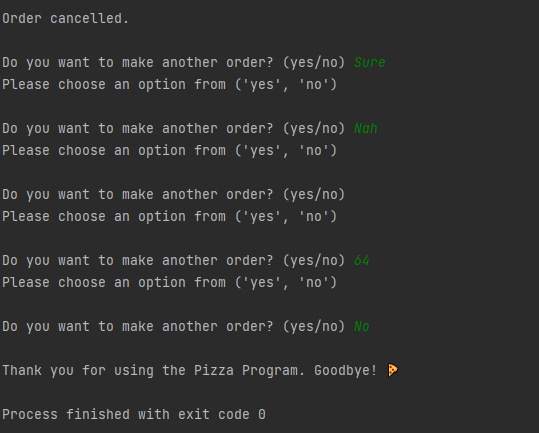 Order cancelled.
Do you want to make another order? (yes/no) Sure
Please choose an option from ('yes', 'no')
Do you want to make another order? (yes/no) Nah
Please choose an option from ('yes', 'no')
Do you want to make another order? (yes/no)
Please choose an option from ('yes', 'no')
Do you want to make another order? (yes/no) 64
Please choose an option from ('yes', 'no')
Do you want to make another order? (yes/no) No
Thank you for using the Pizza Program. Goodbye! 🍕
Process finished with exit code 0